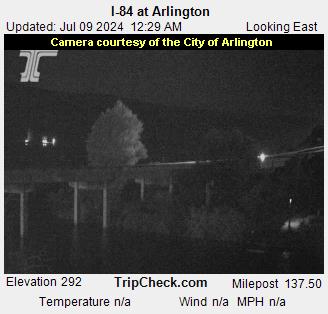 I-84 at Arlington
Updated: Jul 09 2024 12:29 AM Looking East
Camera courtesy of the City of Arlington
Elevation 292 TripCheck.com Milepost 137.50
Temperature n/a Wind n/a MPH n/a